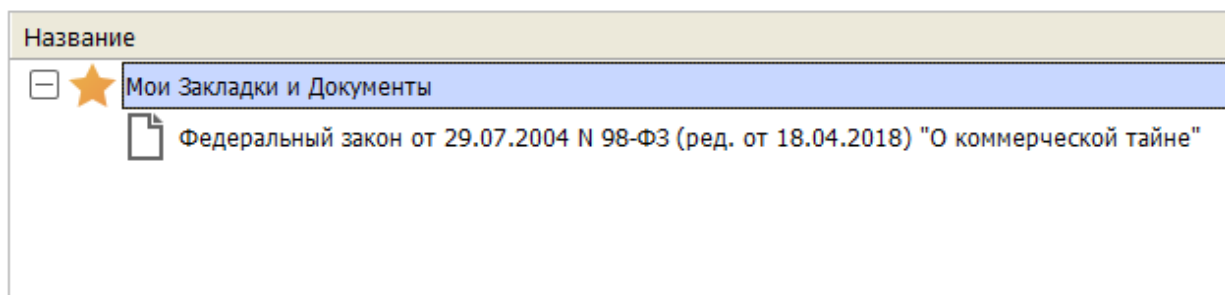 Название
Мои Закладки и Документы
Федеральный закон от 29.07.2004 N 98-ФЗ (ред. от 18.04.2018) "О коммерческой тайне"